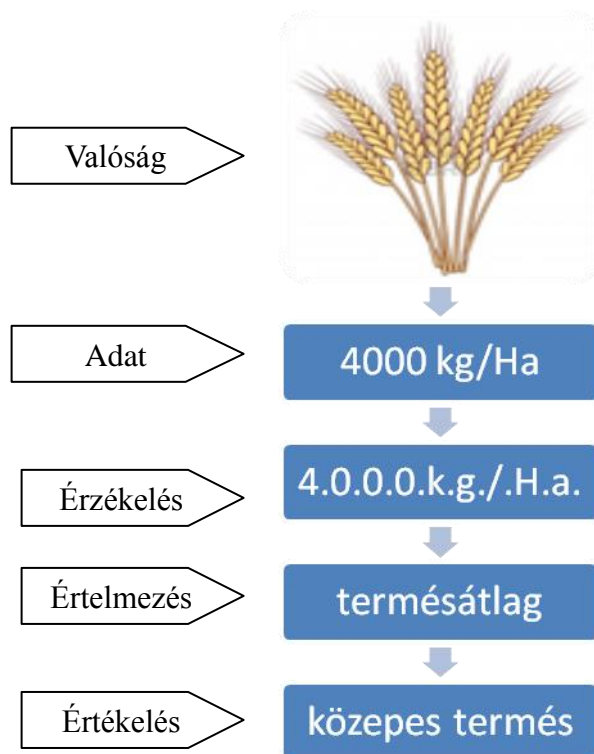 Valóság
Adat
4000 kg/Ha
Érzékelés
4.0.0.0.k.g./.H.a.
Értelmezés
termésátlag
Értékelés
közepes termés